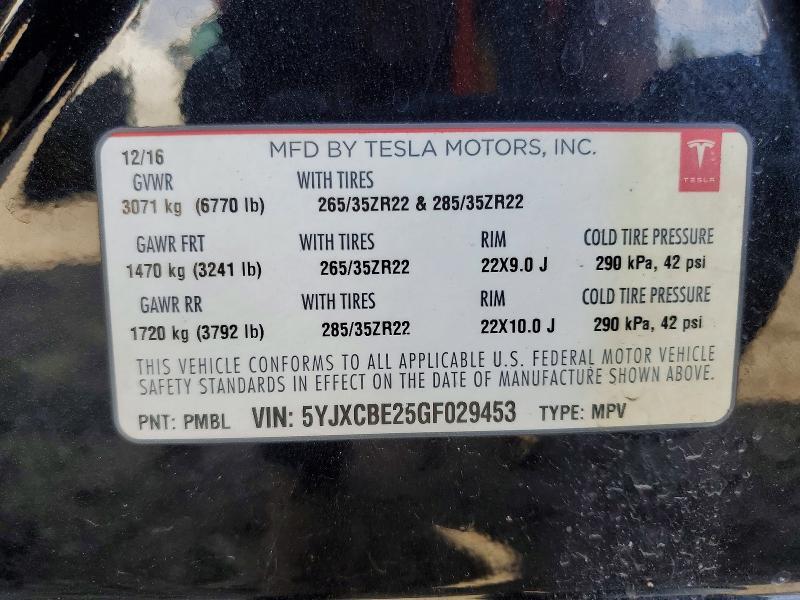 12/16 MFD BY TESLA MOTORS, INC.
TESLA
GVWR WITH TIRES
3071 kg (6770 lb) 265/35ZR22 & 285/35ZR22
GAWR FRT WITH TIRES RIM COLD TIRE PRESSURE
1470 kg (3241 lb) 265/35ZR22 22X9.0 J 290 kPa, 42 psi
GAWR RR WITH TIRES RIM COLD TIRE PRESSURE
1720 kg (3792 lb) 285/35ZR22 22X10.0 J 290 kPa, 42 psi
THIS VEHICLE CONFORMS TO ALL APPLICABLE U.S. FEDERAL MOTOR VEHICLE
SAFETY STANDARDS IN EFFECT ON THE DATE OF MANUFACTURE SHOWN ABOVE.
PNT: PMBL VIN: 5YJXCBE25GF029453 TYPE: MPV